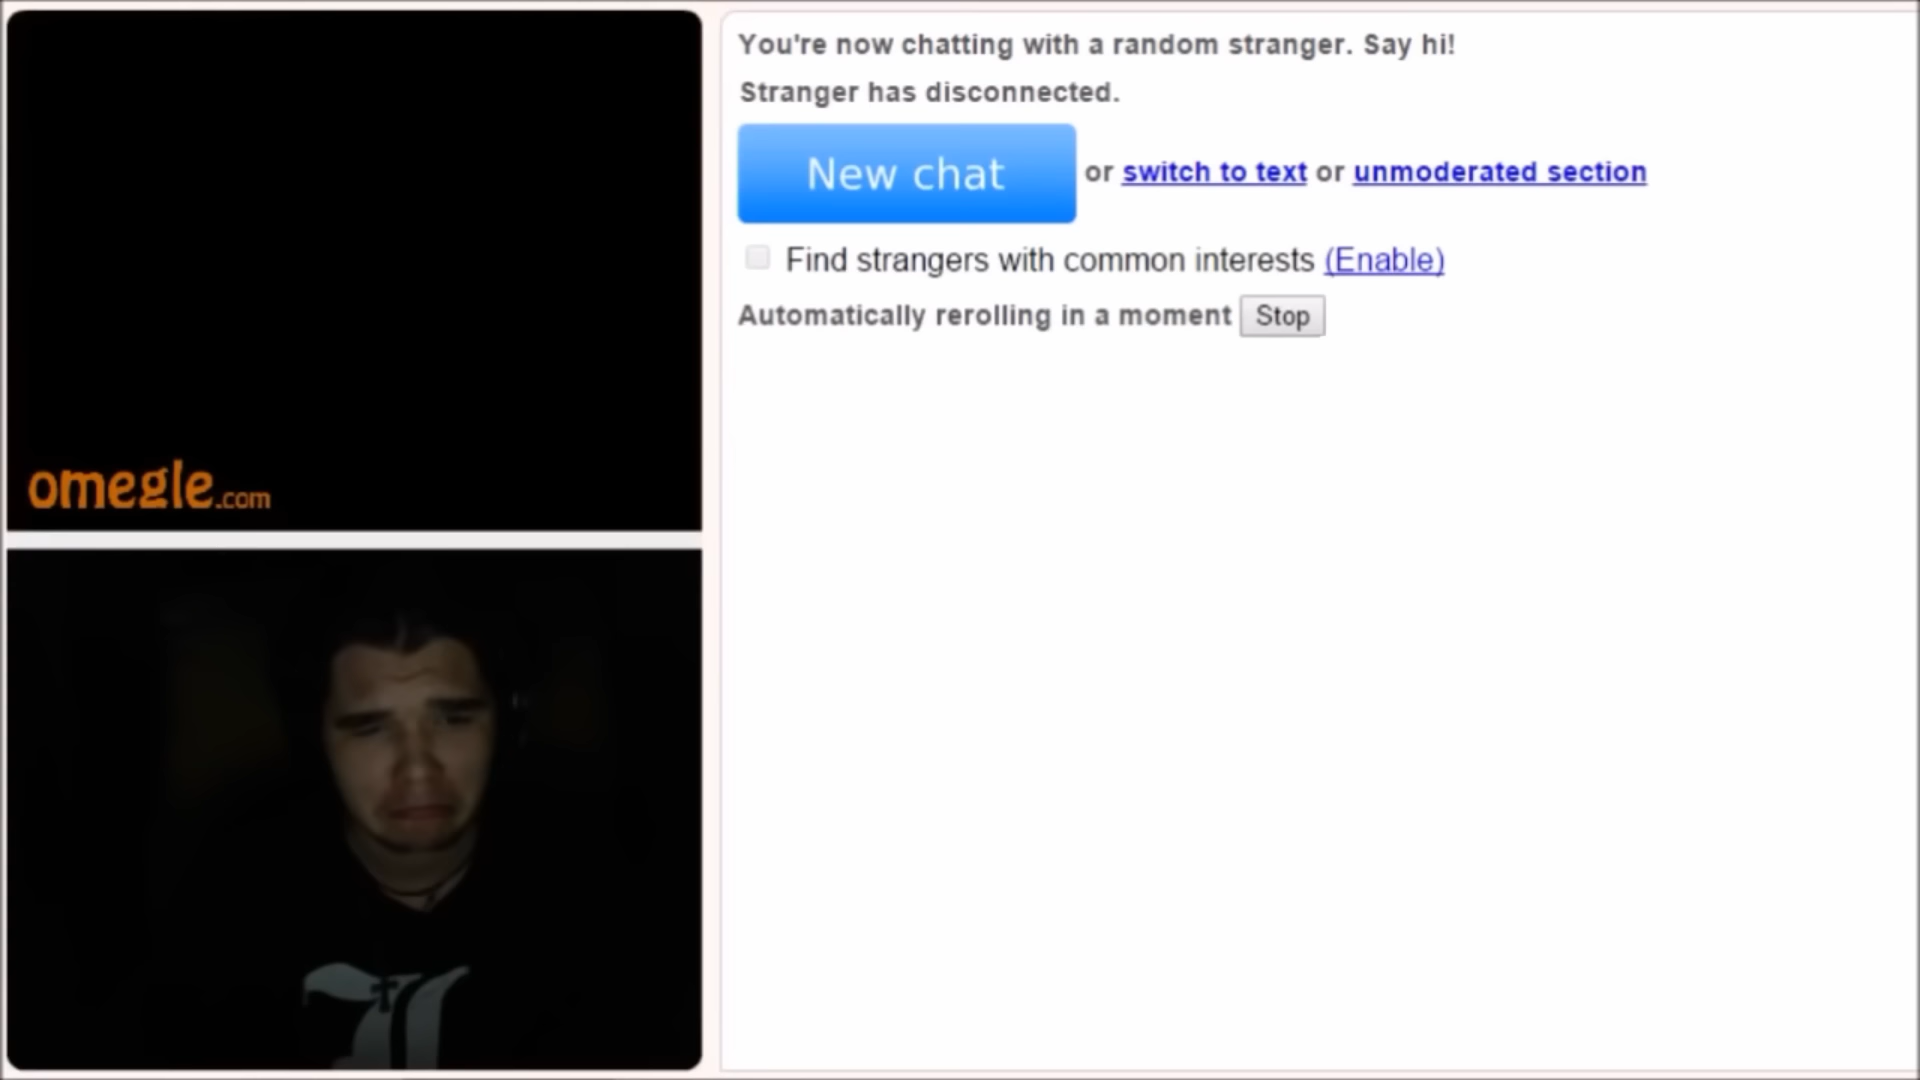 You're now chatting with a random stranger. Say hi!
Stranger has disconnected.
New chat or switch to text or unmoderated section
Find strangers with common interests (Enable)
Automatically rerolling in a moment Stop
omegle.com